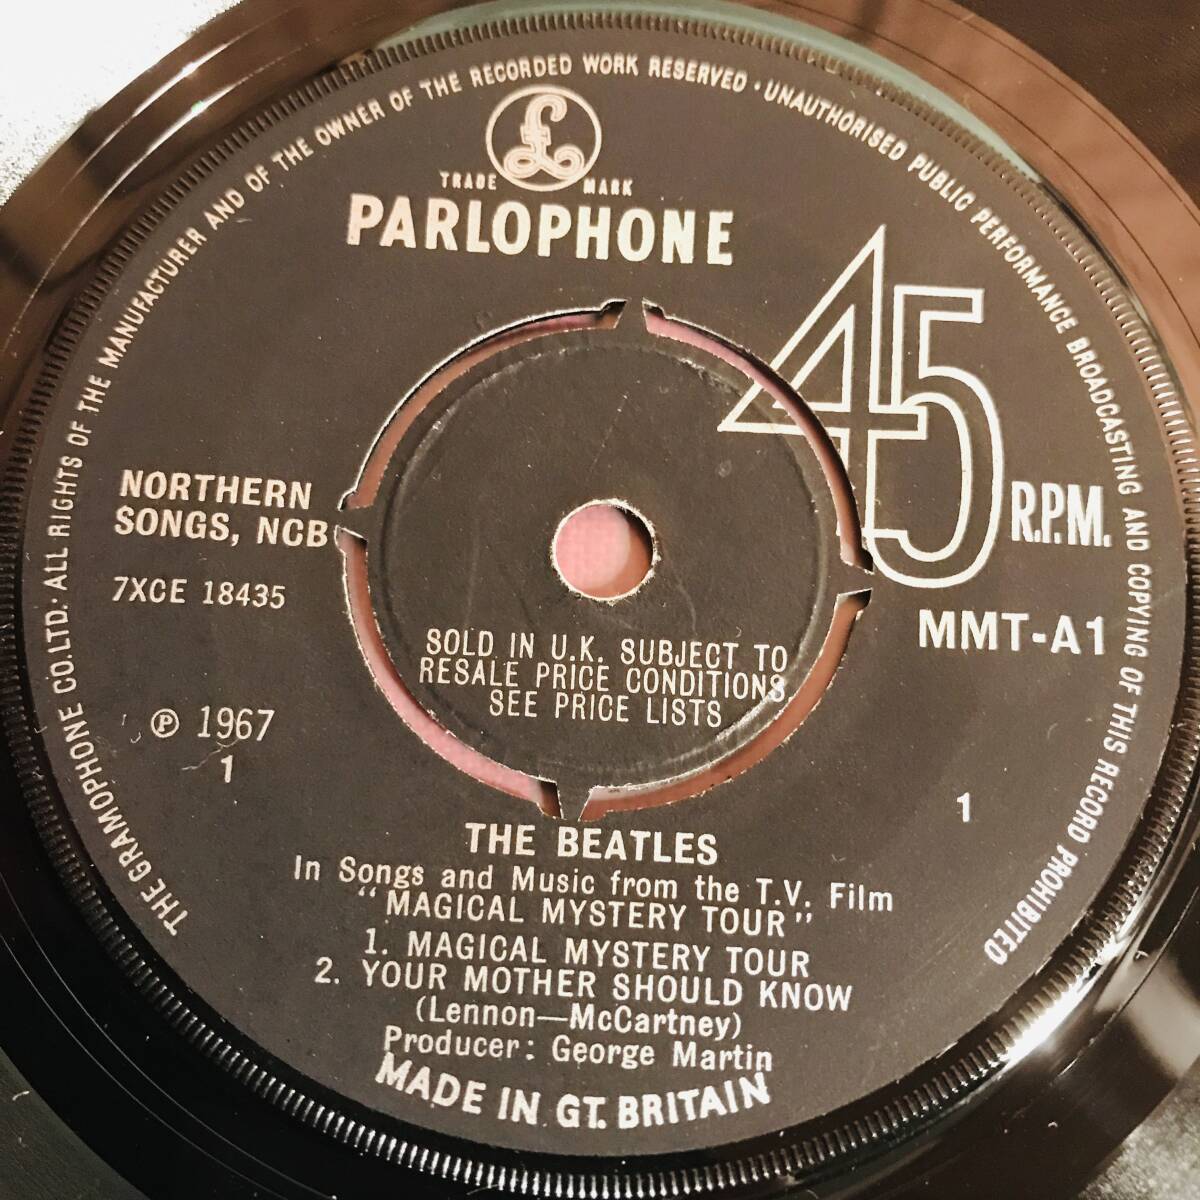 THE GRAMOPHONE CO. LTD. · ALL RIGHTS OF THE MANUFACTURER AND OF THE OWNER OF THE RECORDED WORK RESERVED · UNAUTHORISED PUBLIC PERFORMANCE BROADCASTING AND COPYING OF THIS RECORD PROHIBITED
£
TRADE MARK
PARLOPHONE
45 R.P.M.
NORTHERN
SONGS, NCB
7XCE 18435
MMT-A1
SOLD IN U.K. SUBJECT TO
RESALE PRICE CONDITIONS
SEE PRICE LISTS
℗ 1967
1
1
THE BEATLES
In Songs and Music from the T.V. Film
"MAGICAL MYSTERY TOUR"
1. MAGICAL MYSTERY TOUR
2. YOUR MOTHER SHOULD KNOW
(Lennon—McCartney)
Producer: George Martin
MADE IN GT. BRITAIN